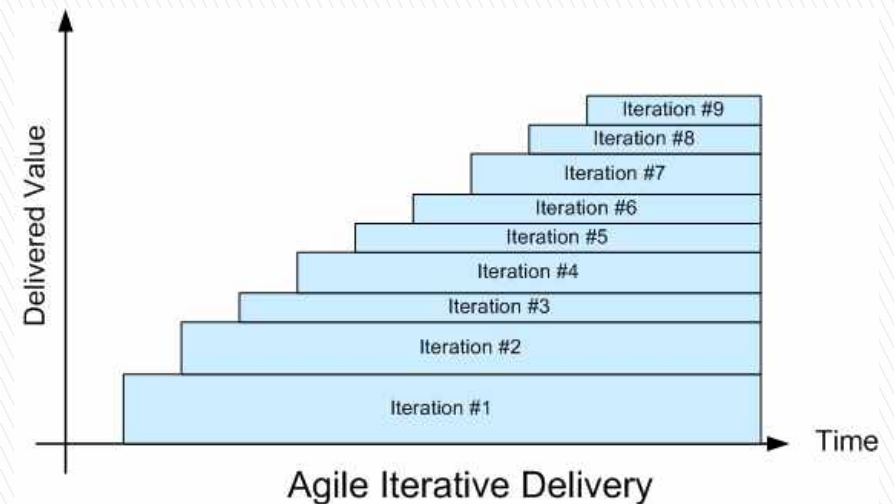 Delivered Value
Iteration #9
Iteration #8
Iteration #7
Iteration #6
Iteration #5
Iteration #4
Iteration #3
Iteration #2
Iteration #1
Time
Agile Iterative Delivery